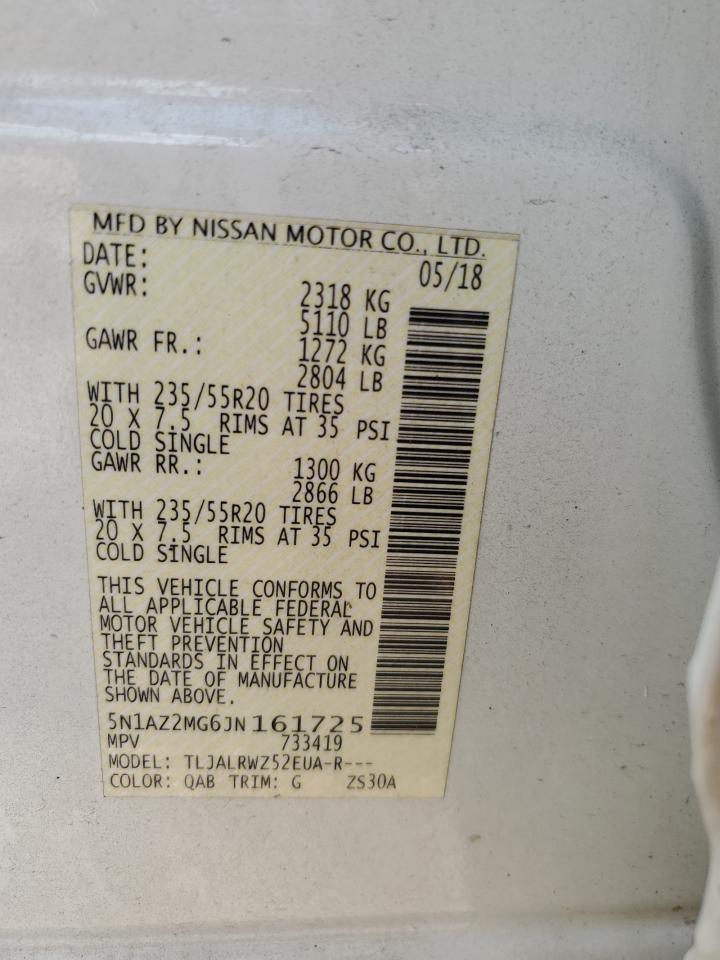 MFD BY NISSAN MOTOR CO., LTD.
DATE: 05/18
GVWR: 2318 KG
5110 LB
GAWR FR.: 1272 KG
2804 LB
WITH 235/55R20 TIRES
20 X 7.5 RIMS AT 35 PSI
COLD SINGLE
GAWR RR.: 1300 KG
2866 LB
WITH 235/55R20 TIRES
20 X 7.5 RIMS AT 35 PSI
COLD SINGLE
THIS VEHICLE CONFORMS TO
ALL APPLICABLE FEDERAL
MOTOR VEHICLE SAFETY AND
THEFT PREVENTION
STANDARDS IN EFFECT ON
THE DATE OF MANUFACTURE
SHOWN ABOVE.
5N1AZ2MG6JN161725
MPV 733419
MODEL: TLJALRWZ52EUA-R---
COLOR: QAB TRIM: G ZS30A